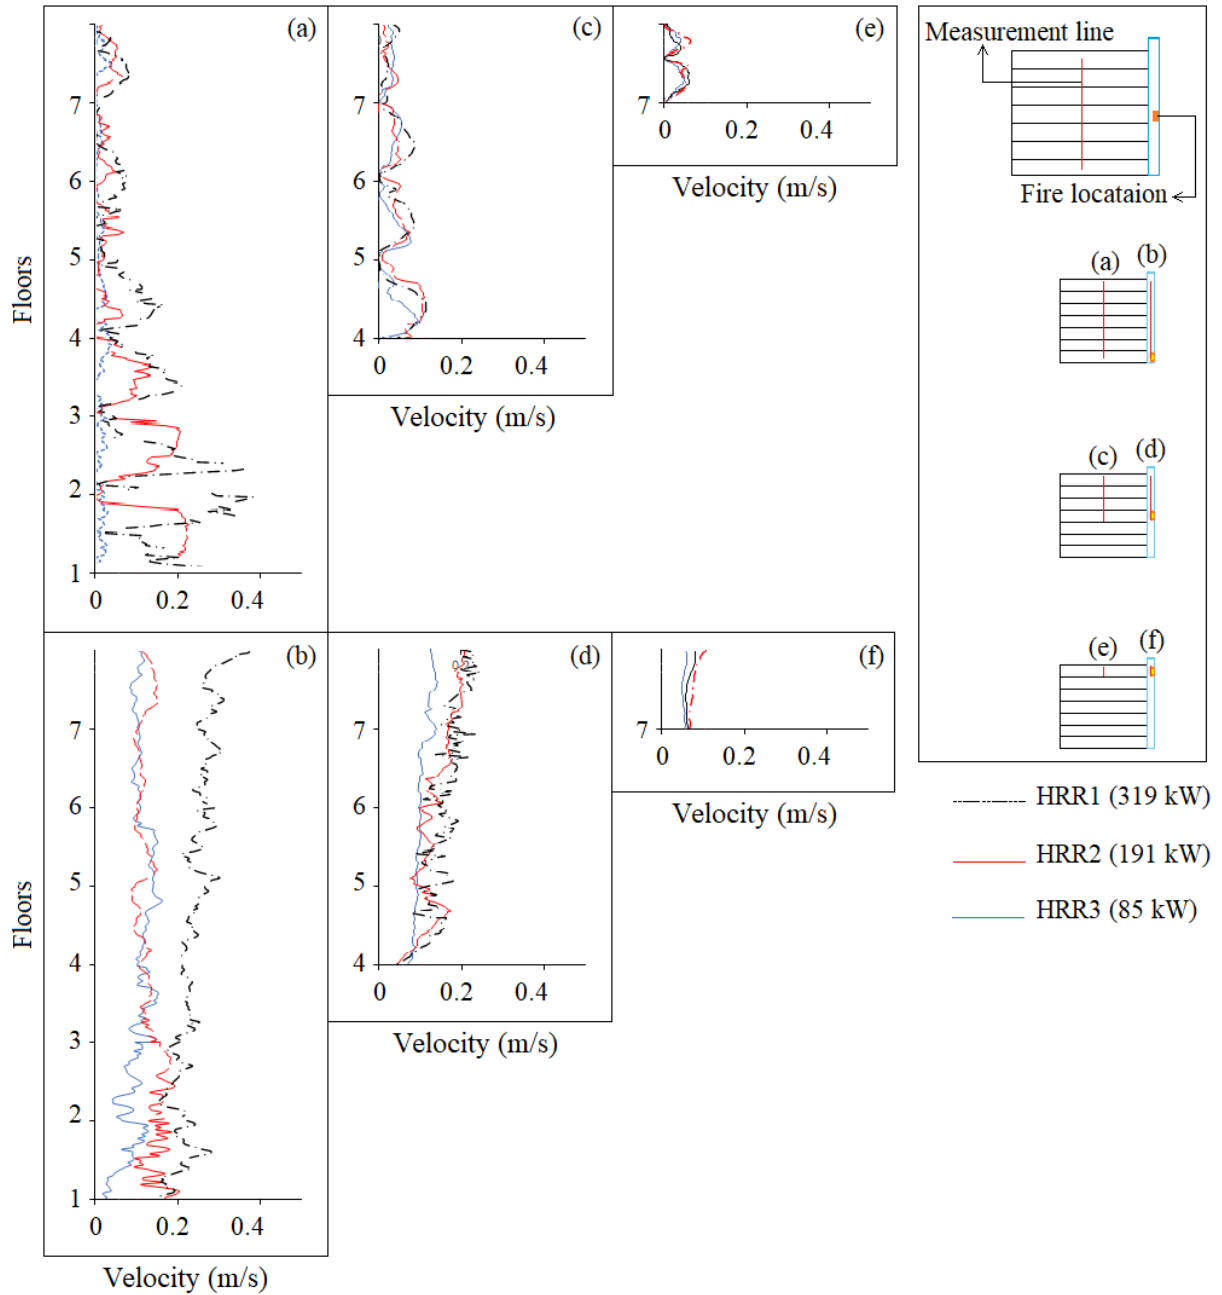 (a)
7
6
5
4
3
2
1
0 0.2 0.4
Floors
(c)
4
0 0.2 0.4
Velocity (m/s)
7
6
5
(e)
7
0 0.2 0.4
Velocity (m/s)
Measurement line
Fire locataion
(a) (b)
(c) (d)
(e) (f)
HRR1 (319 kW)
HRR2 (191 kW)
HRR3 (85 kW)
(b)
7
6
5
4
3
2
1
0 0.2 0.4
Floors
Velocity (m/s)
(d)
7
6
5
4
0 0.2 0.4
Velocity (m/s)
(f)
7
0 0.2 0.4
Velocity (m/s)